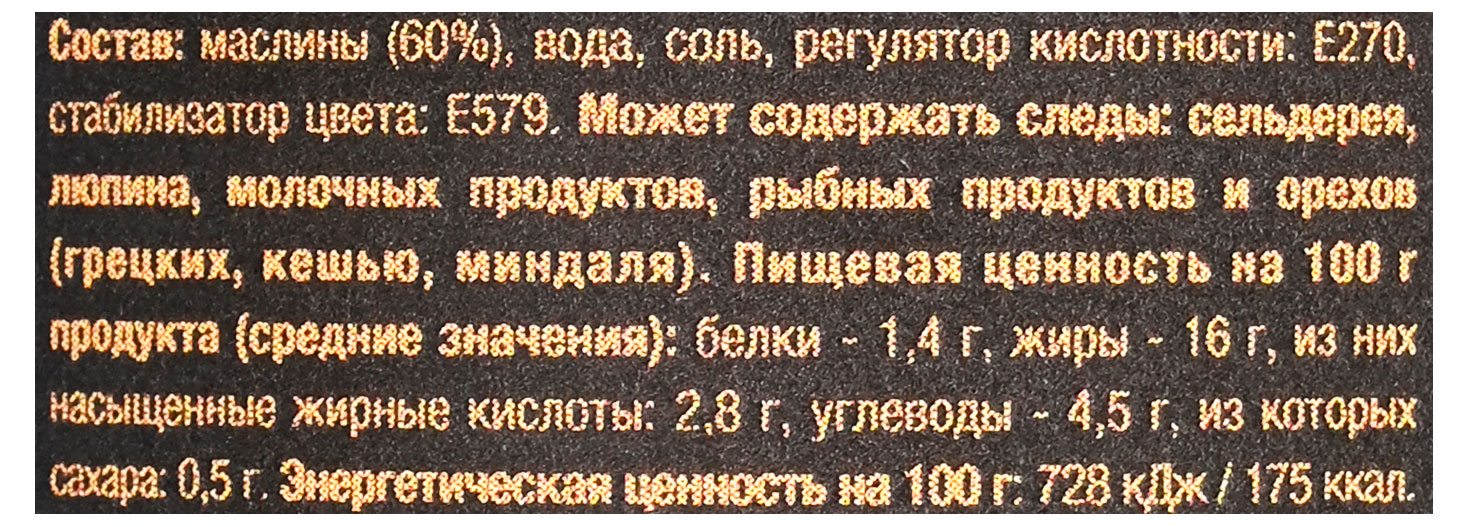 Состав: маслины (60%), вода, соль, регулятор кислотности: Е270,
стабилизатор цвета: Е579. Может содержать следы: сельдерея,
люпина, молочных продуктов, рыбных продуктов и орехов
(грецких, кешью, миндаля). Пищевая ценность на 100 г
продукта (средние значения): белки - 1,4 г, жиры - 16 г, из них
насыщенные жирные кислоты: 2,8 г, углеводы - 4,5 г, из которых
сахара: 0,5 г. Энергетическая ценность на 100 г: 728 кДж / 175 ккал.